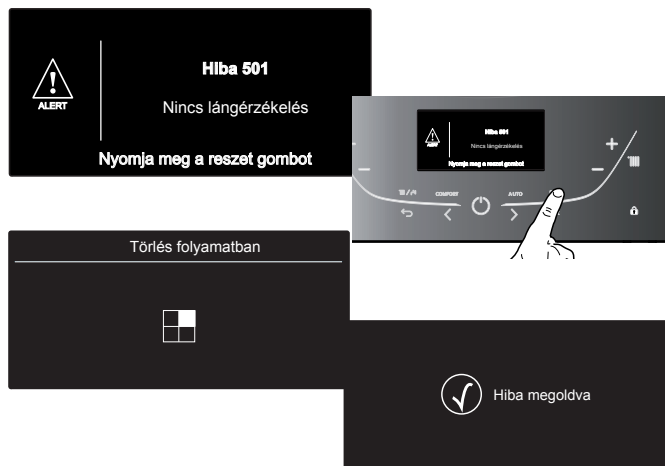 Hiba 501
ALERT
Nincs lángérzékelés
Nyomja meg a reszet gombot
Hiba 501
ALERT
Nincs lángérzékelés
Nyomja meg a reszet gombot
COMFORT
AUTO
Törlés folyamatban
Hiba megoldva